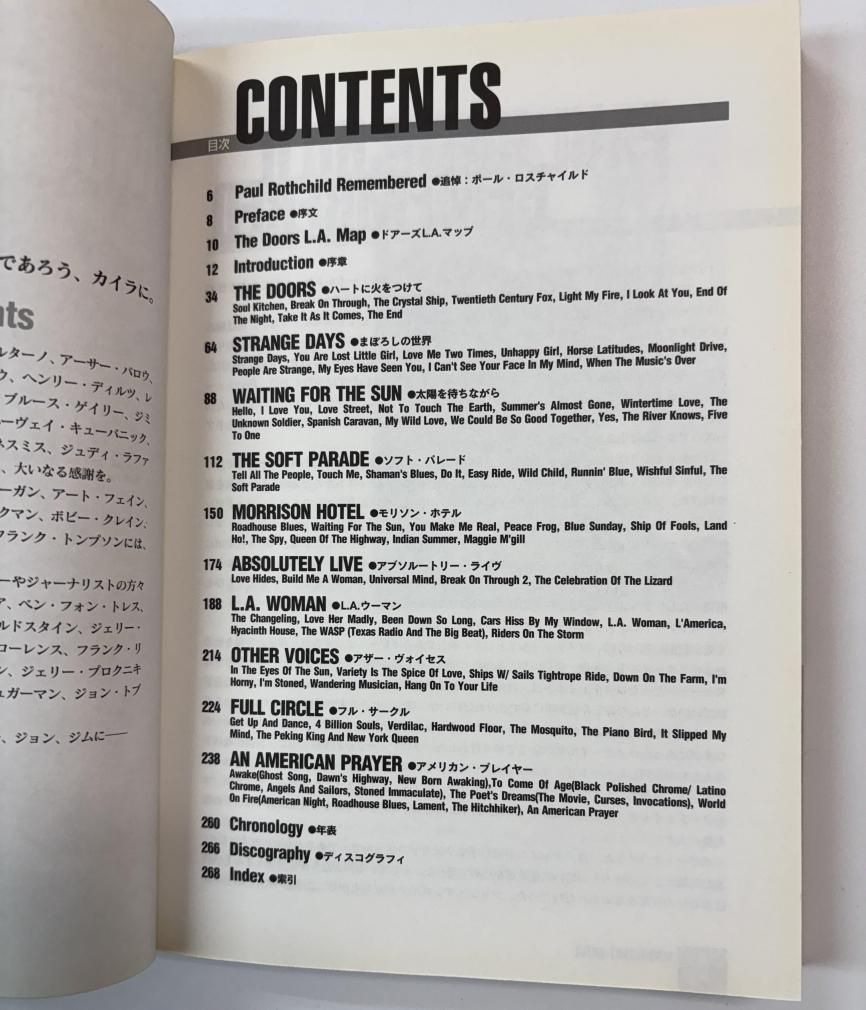 であろう、カイラに。
nts
ルターノ、アーサー・バロウ、
ウ、ヘンリー・ディルツ、レ
、ブルース・ゲイリー、ジミ
ーヴェイ・キューバニック、
ネスミス、ジュディ・ラファ
、大いなる感謝を。
ーガン、アート・フェイン、
クマン、ボビー・クレイン、
フランク・トンプソンには、
ーやジャーナリストの方々
ア、ベン・フォン・トレス、
ルドスタイン、ジェリー・
ローレンス、フランク・リ
ン、ジェリー・プロクニキ
ュガーマン、ジョン・トブ
、ジョン、ジムに──
CONTENTS
目次
6 Paul Rothchild Remembered ●追悼：ポール・ロスチャイルド
8 Preface ●序文
10 The Doors L.A. Map ●ドアーズL.A.マップ
12 Introduction ●序章
34 THE DOORS ●ハートに火をつけて
Soul Kitchen, Break On Through, The Crystal Ship, Twentieth Century Fox, Light My Fire, I Look At You, End Of
The Night, Take It As It Comes, The End
64 STRANGE DAYS ●まぼろしの世界
Strange Days, You Are Lost Little Girl, Love Me Two Times, Unhappy Girl, Horse Latitudes, Moonlight Drive,
People Are Strange, My Eyes Have Seen You, I Can't See Your Face In My Mind, When The Music's Over
88 WAITING FOR THE SUN ●太陽を待ちながら
Hello, I Love You, Love Street, Not To Touch The Earth, Summer's Almost Gone, Wintertime Love, The
Unknown Soldier, Spanish Caravan, My Wild Love, We Could Be So Good Together, Yes, The River Knows, Five
To One
112 THE SOFT PARADE ●ソフト・パレード
Tell All The People, Touch Me, Shaman's Blues, Do It, Easy Ride, Wild Child, Runnin' Blue, Wishful Sinful, The
Soft Parade
150 MORRISON HOTEL ●モリソン・ホテル
Roadhouse Blues, Waiting For The Sun, You Make Me Real, Peace Frog, Blue Sunday, Ship Of Fools, Land
Ho!, The Spy, Queen Of The Highway, Indian Summer, Maggie M'gill
174 ABSOLUTELY LIVE ●アブソルートリー・ライヴ
Love Hides, Build Me A Woman, Universal Mind, Break On Through 2, The Celebration Of The Lizard
188 L.A. WOMAN ●L.A.ウーマン
The Changeling, Love Her Madly, Been Down So Long, Cars Hiss By My Window, L.A. Woman, L'America,
Hyacinth House, The WASP (Texas Radio And The Big Beat), Riders On The Storm
214 OTHER VOICES ●アザー・ヴォイセス
In The Eyes Of The Sun, Variety Is The Spice Of Love, Ships W/ Sails Tightrope Ride, Down On The Farm, I'm
Horny, I'm Stoned, Wandering Musician, Hang On To Your Life
224 FULL CIRCLE ●フル・サークル
Get Up And Dance, 4 Billion Souls, Verdilac, Hardwood Floor, The Mosquito, The Piano Bird, It Slipped My
Mind, The Peking King And New York Queen
238 AN AMERICAN PRAYER ●アメリカン・プレイヤー
Awake(Ghost Song, Dawn's Highway, New Born Awaking),To Come Of Age(Black Polished Chrome/ Latino
Chrome, Angels And Sailors, Stoned Immaculate), The Poet's Dreams(The Movie, Curses, Invocations), World
On Fire(American Night, Roadhouse Blues, Lament, The Hitchhiker), An American Prayer
260 Chronology ●年表
266 Discography ●ディスコグラフィ
268 Index ●索引